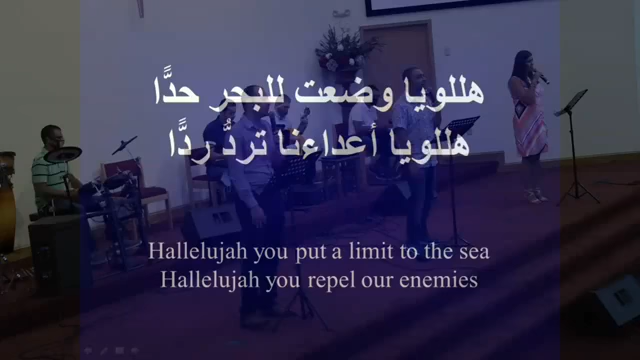 هللويا وضعت للبحر حدًّا
هللويا أعداءنا تردُّ ردًّا
Hallelujah you put a limit to the sea
Hallelujah you repel our enemies